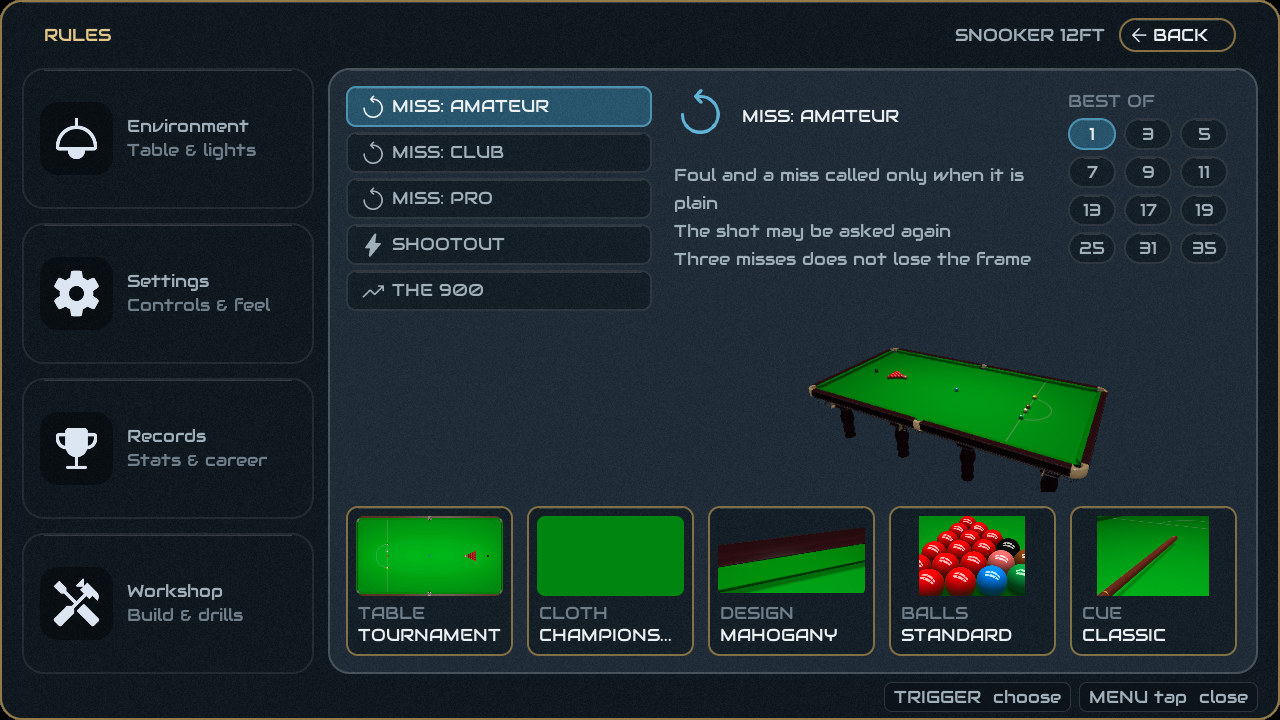 RULES
SNOOKER 12FT
← BACK
Environment
Table & lights
Settings
Controls & feel
Records
Stats & career
Workshop
Build & drills
MISS: AMATEUR
MISS: CLUB
MISS: PRO
SHOOTOUT
THE 900
MISS: AMATEUR
Foul and a miss called only when it is
plain
The shot may be asked again
Three misses does not lose the frame
BEST OF
1 3 5
7 9 11
13 17 19
25 31 35
TABLE
TOURNAMENT
CLOTH
CHAMPIONS...
DESIGN
MAHOGANY
BALLS
STANDARD
CUE
CLASSIC
TRIGGER choose
MENU tap close